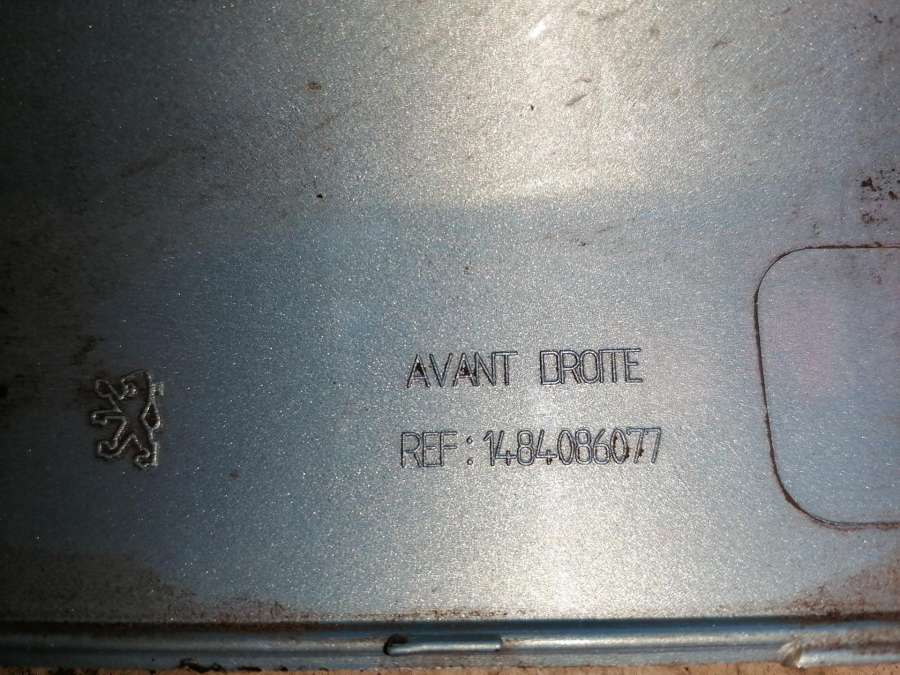 AVANT DROITE
REF : 1484086077